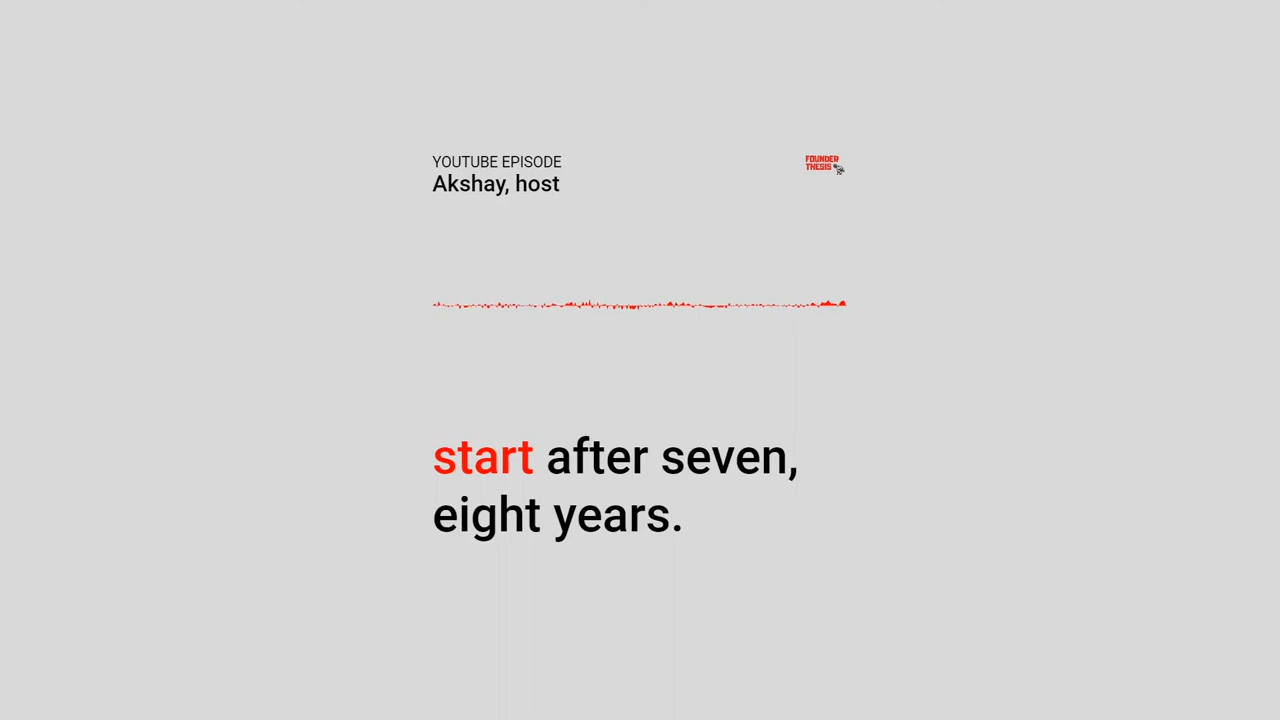 YOUTUBE EPISODE
Akshay, host
FOUNDER
THESIS
start after seven,
eight years.